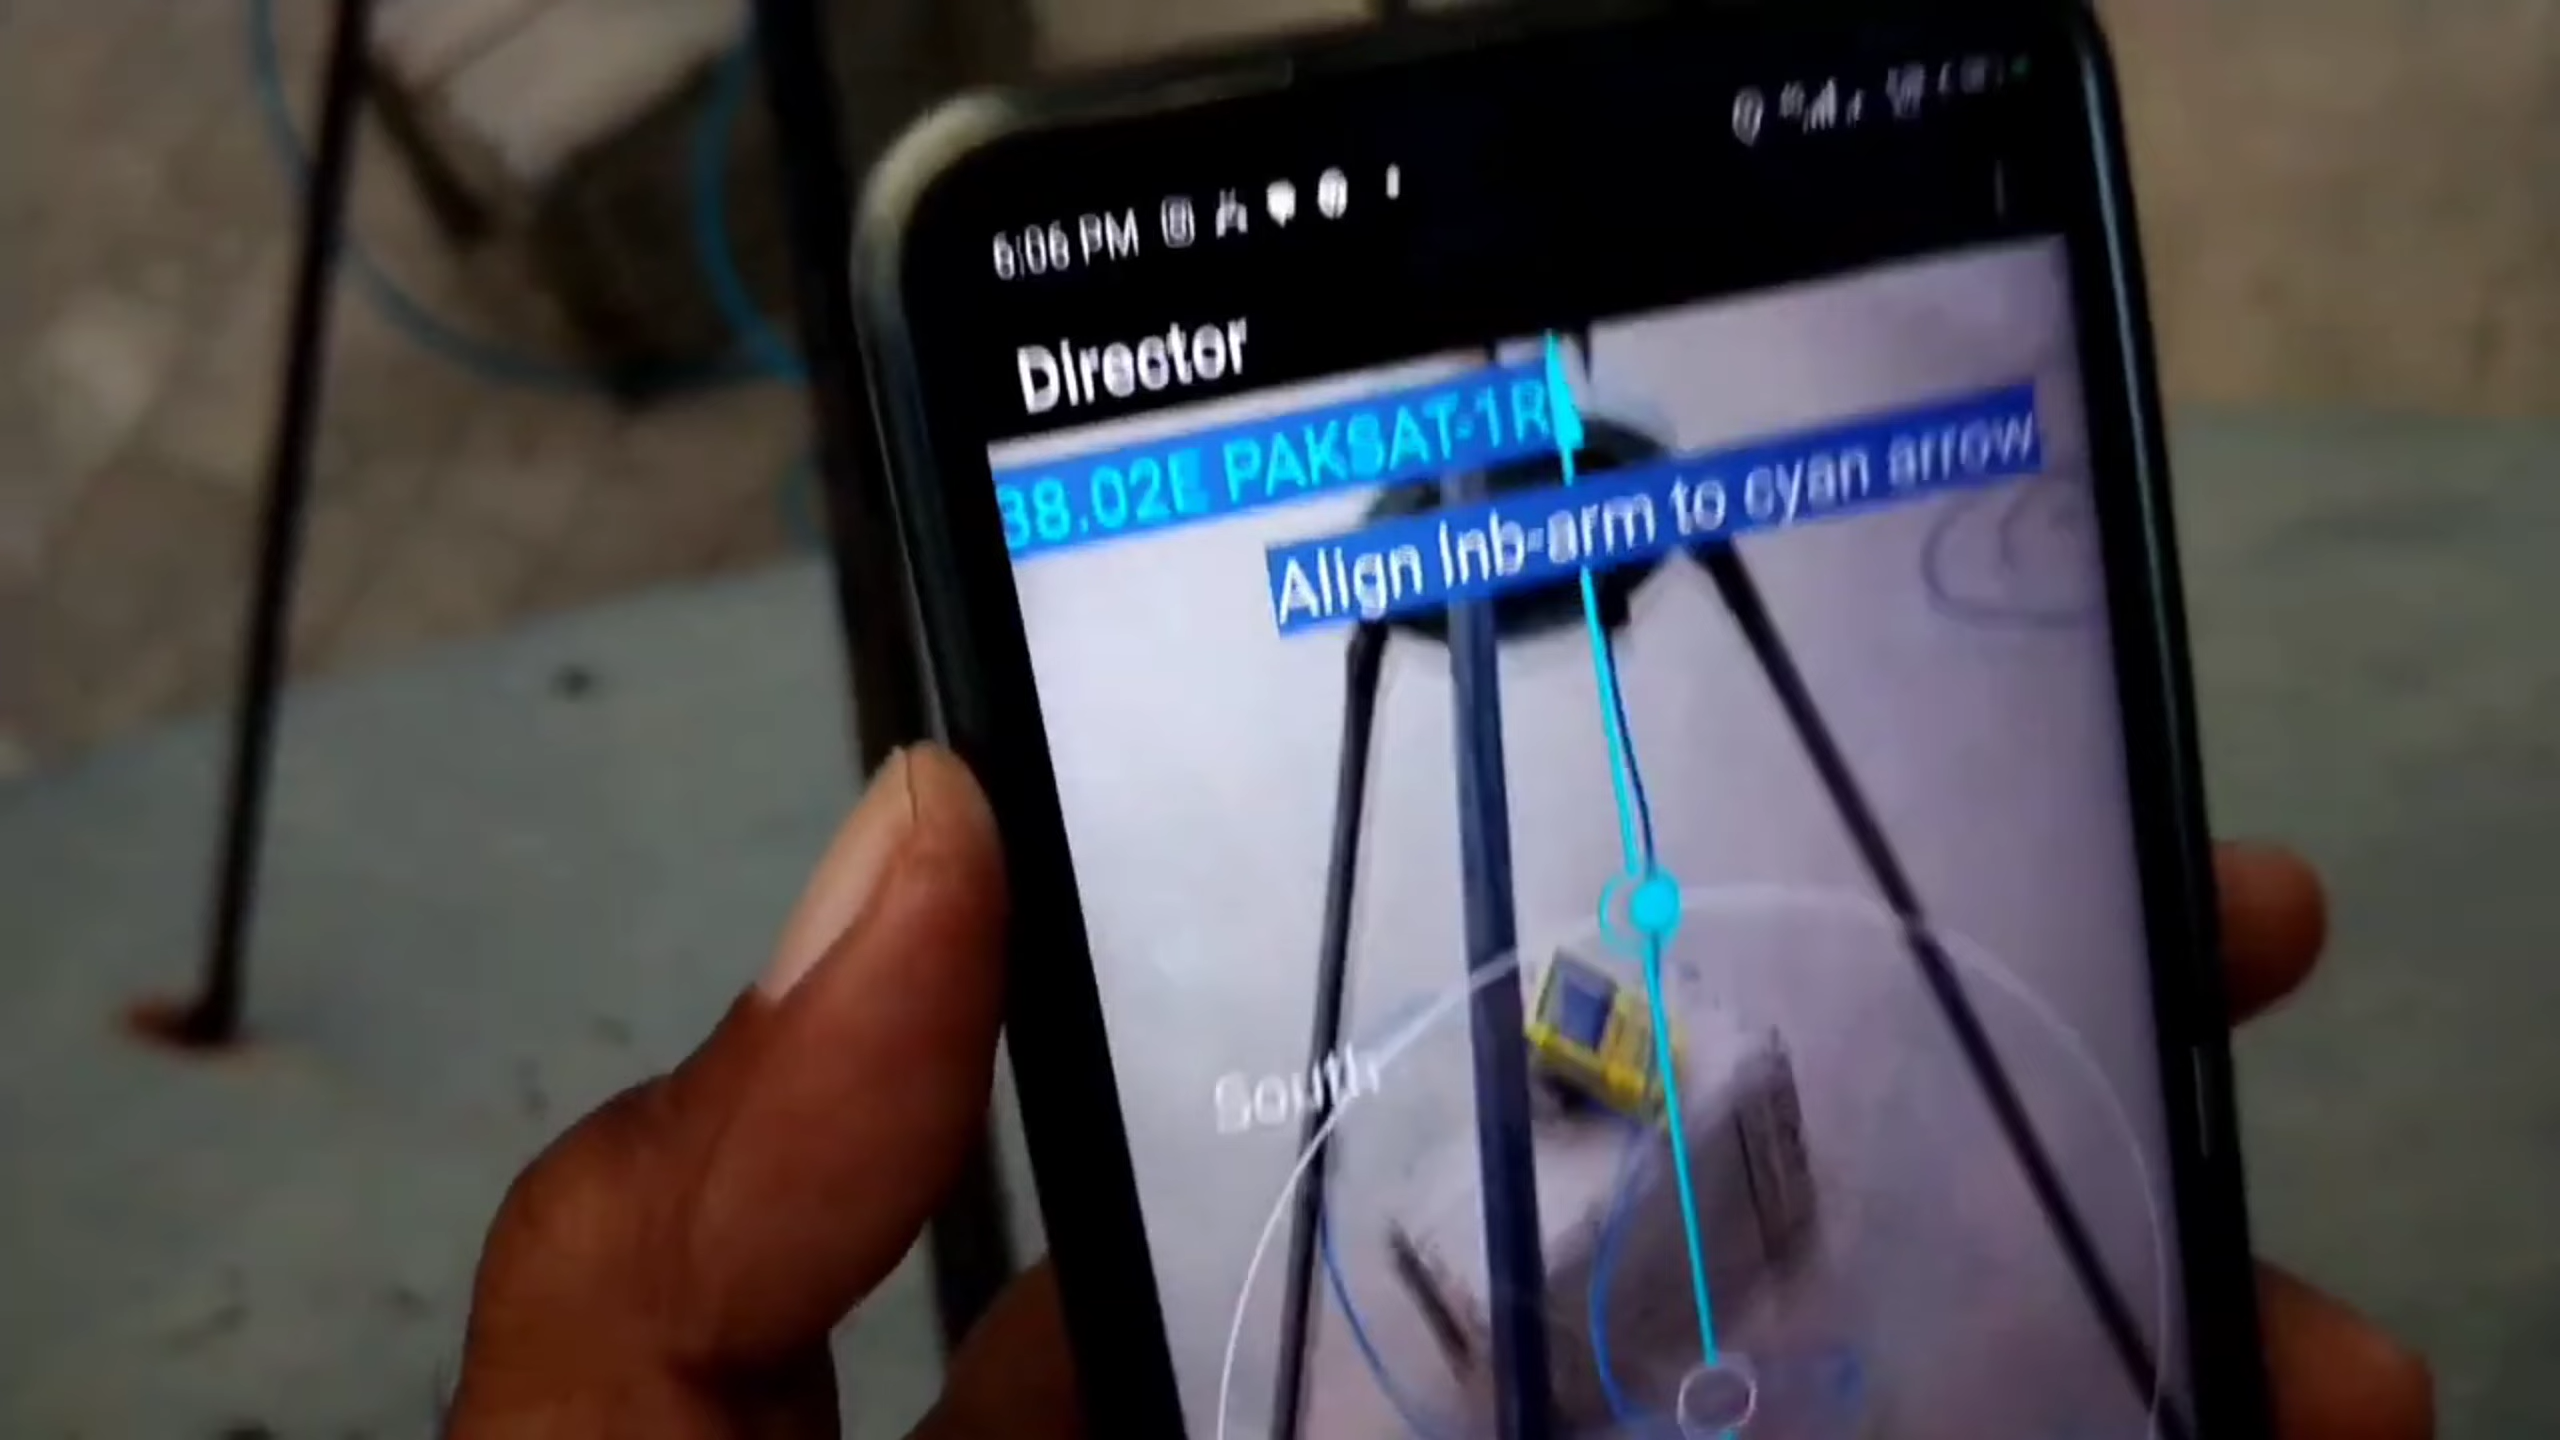 6:06 PM
Director
38.02E PAKSAT-1R
Align lnb-arm to cyan arrow
South